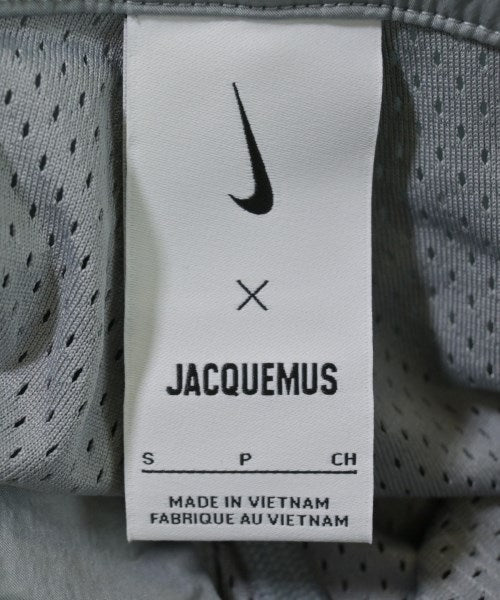 ×
JACQUEMUS
S P CH
MADE IN VIETNAM
FABRIQUE AU VIETNAM